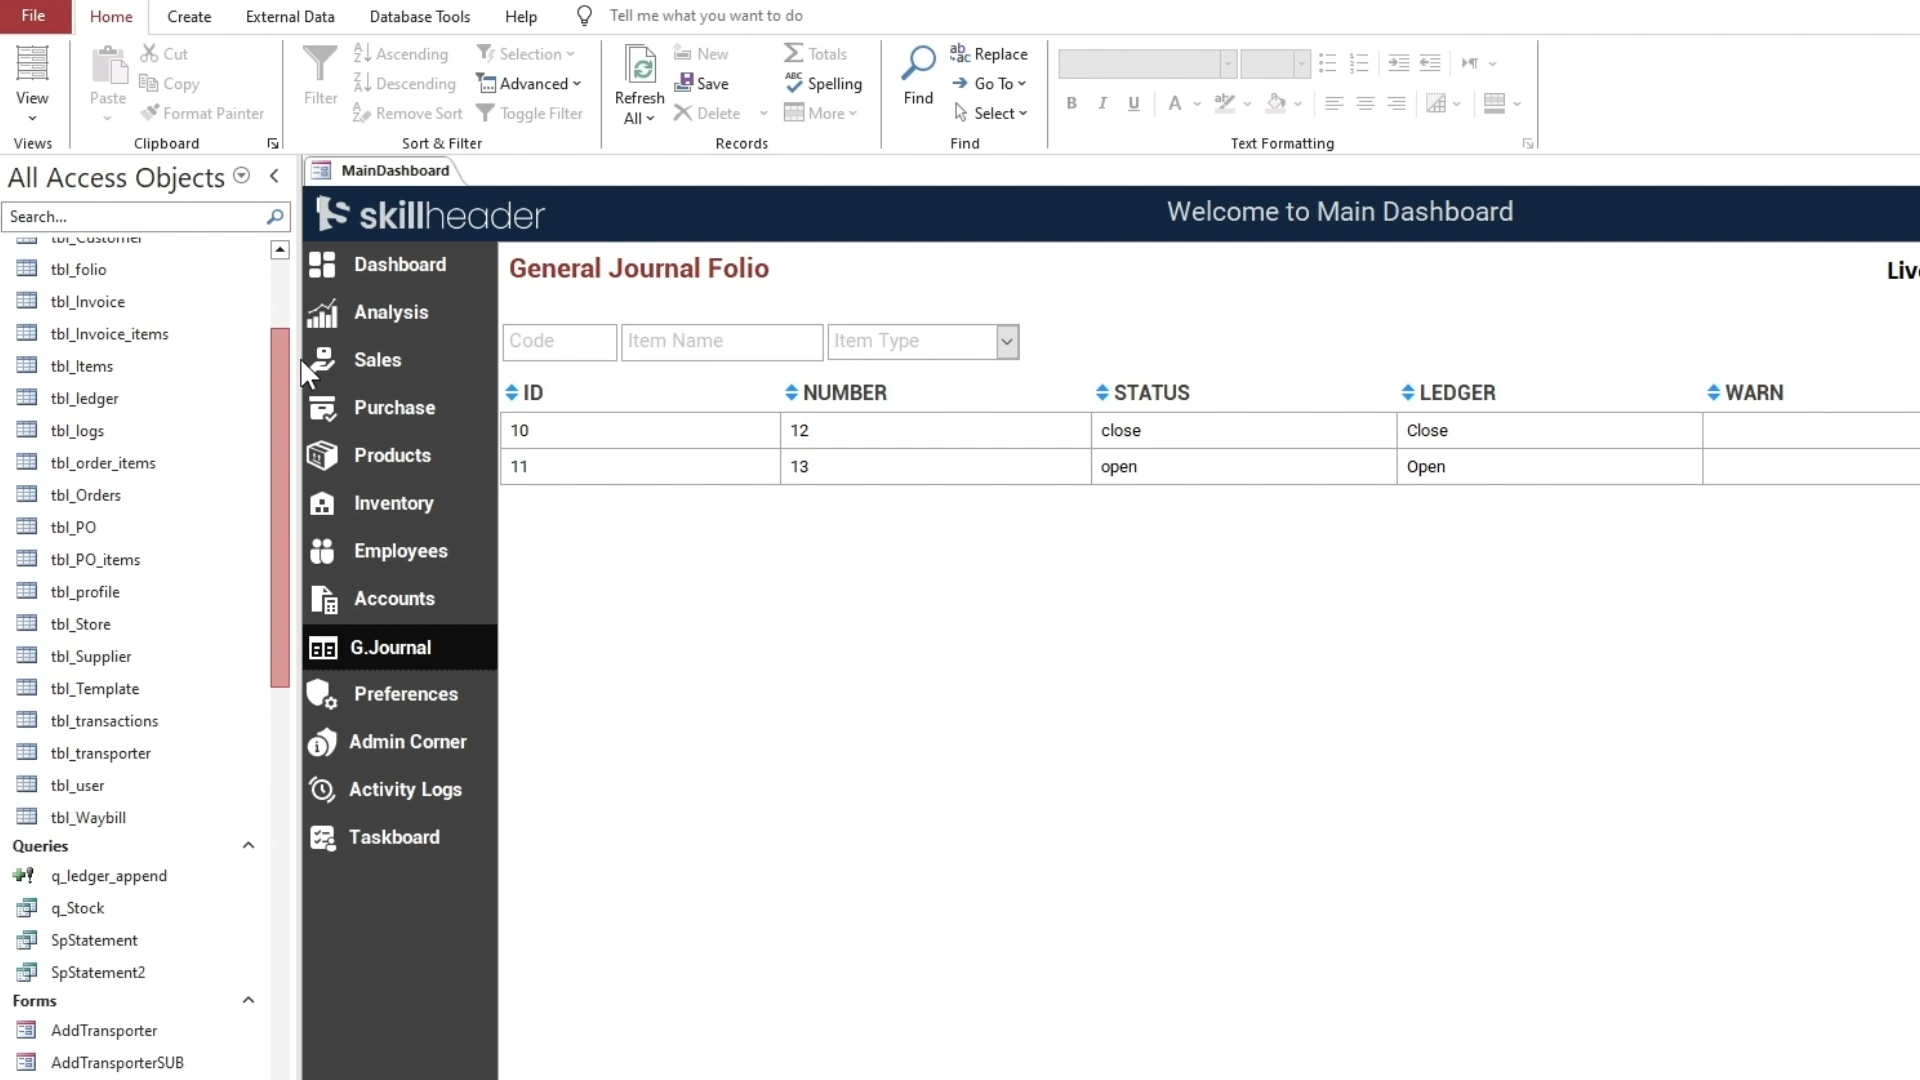 File Home Create External Data Database Tools Help Tell me what you want to do
View
Views
Paste
Cut
Copy
Format Painter
Clipboard
Filter
Ascending
Descending
Remove Sort
Selection
Advanced
Toggle Filter
Sort & Filter
Refresh
All
New
Save
Delete
Totals
Spelling
More
Records
Find
Replace
Go To
Select
Find
B I U A
Text Formatting
All Access Objects
Search...
tbl_Customer
tbl_folio
tbl_Invoice
tbl_Invoice_items
tbl_Items
tbl_ledger
tbl_logs
tbl_order_items
tbl_Orders
tbl_PO
tbl_PO_items
tbl_profile
tbl_Store
tbl_Supplier
tbl_Template
tbl_transactions
tbl_transporter
tbl_user
tbl_Waybill
Queries
q_ledger_append
q_Stock
SpStatement
SpStatement2
Forms
AddTransporter
AddTransporterSUB
MainDashboard
skillheader
Welcome to Main Dashboard
Dashboard
Analysis
Sales
Purchase
Products
Inventory
Employees
Accounts
G.Journal
Preferences
Admin Corner
Activity Logs
Taskboard
General Journal Folio
Code Item Name Item Type
ID NUMBER STATUS LEDGER WARN
10 12 close Close
11 13 open Open